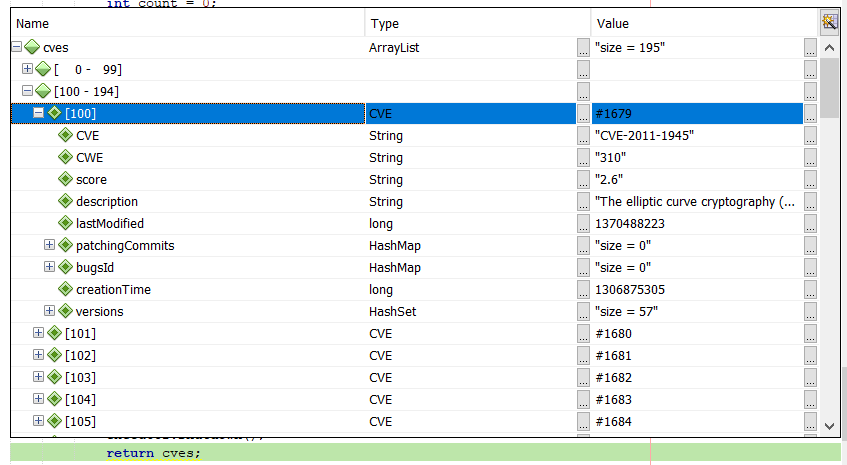 int count = 0;
Name Type Value
cves ArrayList ... "size = 195" ...
[ 0 - 99] ... ...
[100 - 194] ... ...
[100] CVE ... #1679 ...
CVE String ... "CVE-2011-1945" ...
CWE String ... "310" ...
score String ... "2.6" ...
description String ... "The elliptic curve cryptography (... ...
lastModified long ... 1370488223 ...
patchingCommits HashMap ... "size = 0" ...
bugsId HashMap ... "size = 0" ...
creationTime long ... 1306875305 ...
versions HashSet ... "size = 57" ...
[101] CVE ... #1680 ...
[102] CVE ... #1681 ...
[103] CVE ... #1682 ...
[104] CVE ... #1683 ...
[105] CVE ... #1684 ...
return cves;